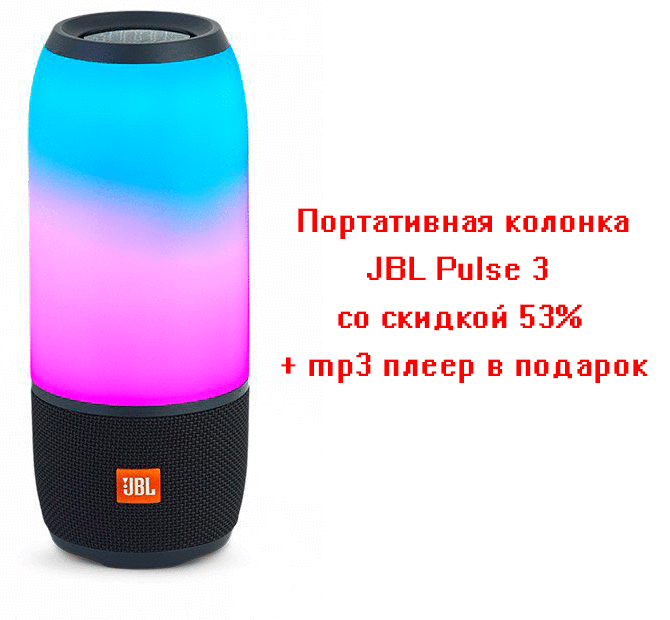 Портативная колонка
JBL Pulse 3
со скидкой 53%
+ mp3 плеер в подарок
JBL